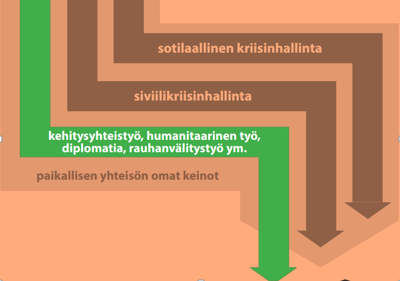 sotilaallinen kriisinhallinta
siviilikriisinhallinta
kehitysyhteistyö, humanitaarinen työ,
diplomatia, rauhanvälitystyö ym.
paikallisen yhteisön omat keinot